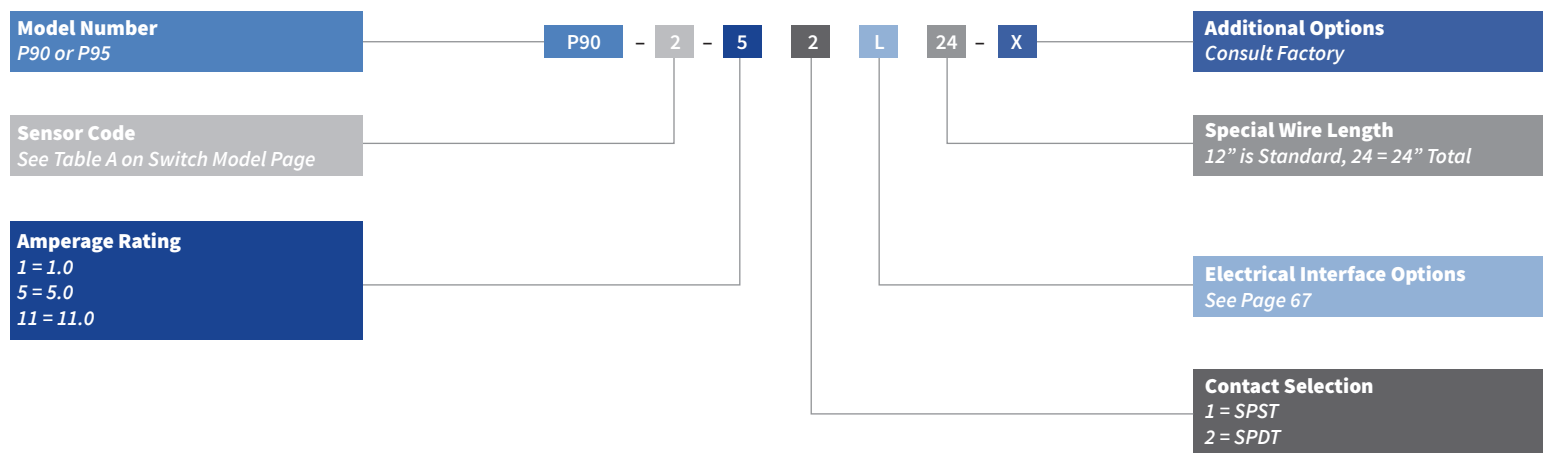 Model Number
P90 or P95
P90 – 2 – 5 2 L 24 – X
Additional Options
Consult Factory
Sensor Code
See Table A on Switch Model Page
Special Wire Length
12” is Standard, 24 = 24” Total
Amperage Rating
1 = 1.0
5 = 5.0
11 = 11.0
Electrical Interface Options
See Page 67
Contact Selection
1 = SPST
2 = SPDT